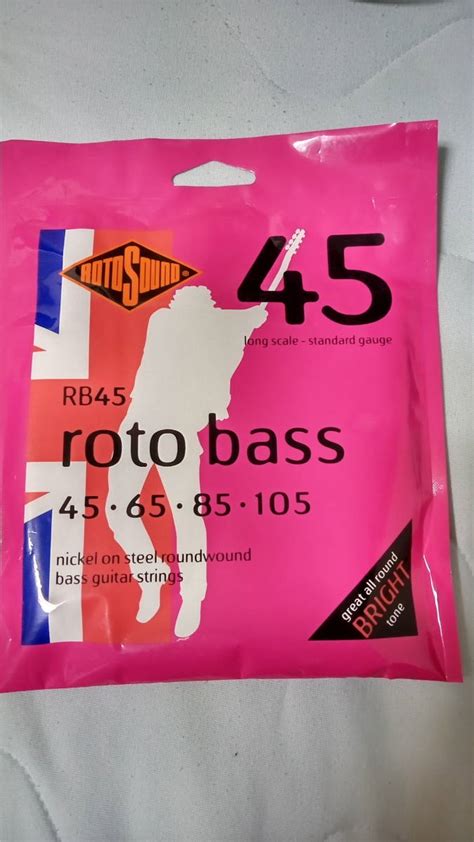 ROTOSOUND
45
long scale - standard gauge
RB45
roto bass
45 · 65 · 85 · 105
nickel on steel roundwound
bass guitar strings
great all round
BRIGHT
tone